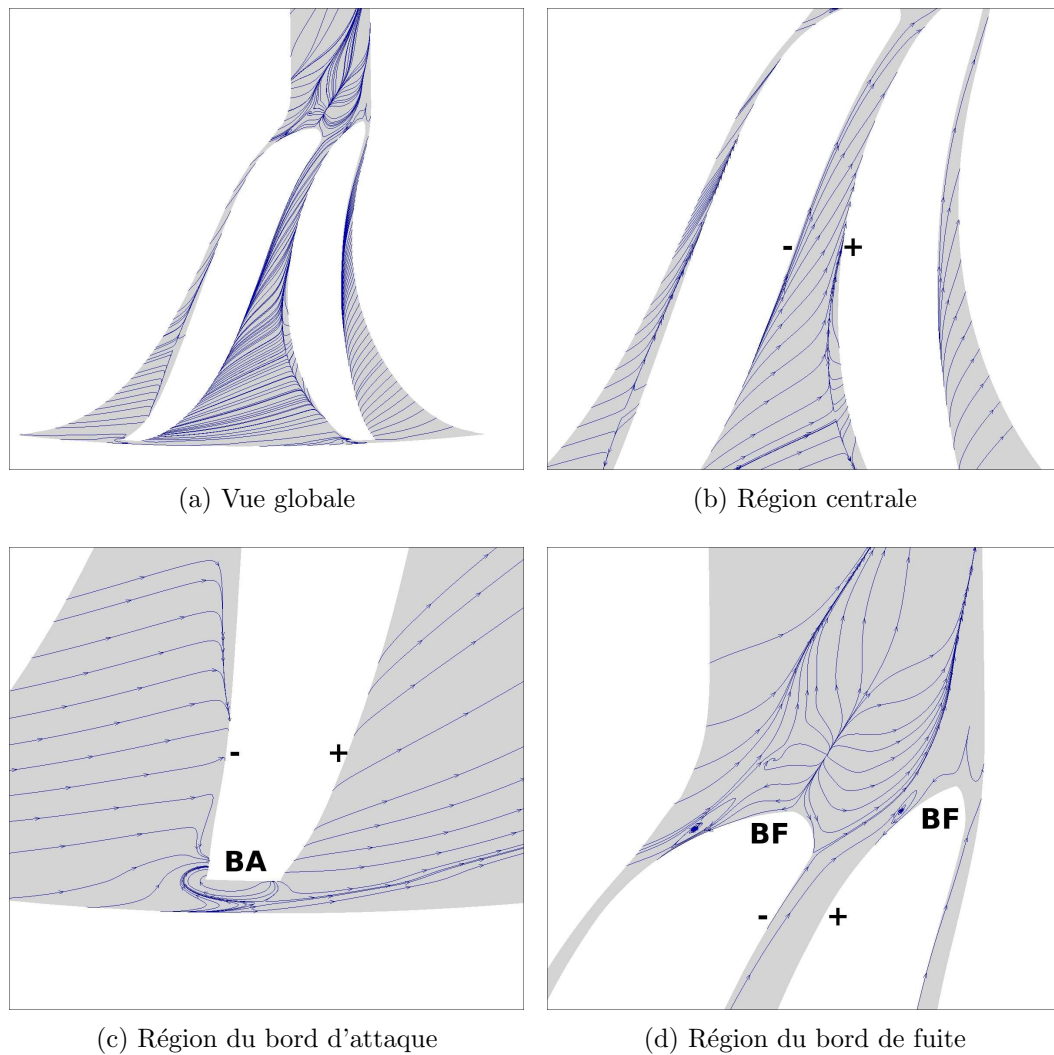 - +
(a) Vue globale
(b) Région centrale
- +
BA
BF BF
- +
(c) Région du bord d'attaque
(d) Région du bord de fuite